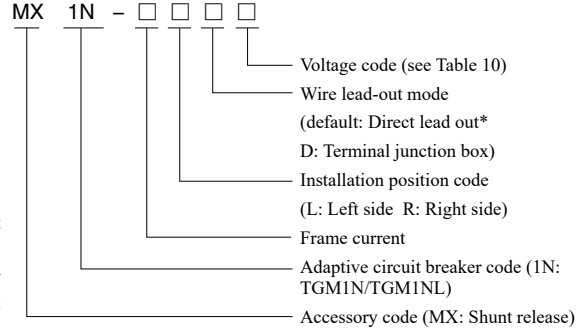 MX 1N – □ □ □ □
Voltage code (see Table 10)
Wire lead-out mode
(default: Direct lead out*
D: Terminal junction box)
Installation position code
(L: Left side R: Right side)
Frame current
Adaptive circuit breaker code (1N:
TGM1N/TGM1NL)
Accessory code (MX: Shunt release)